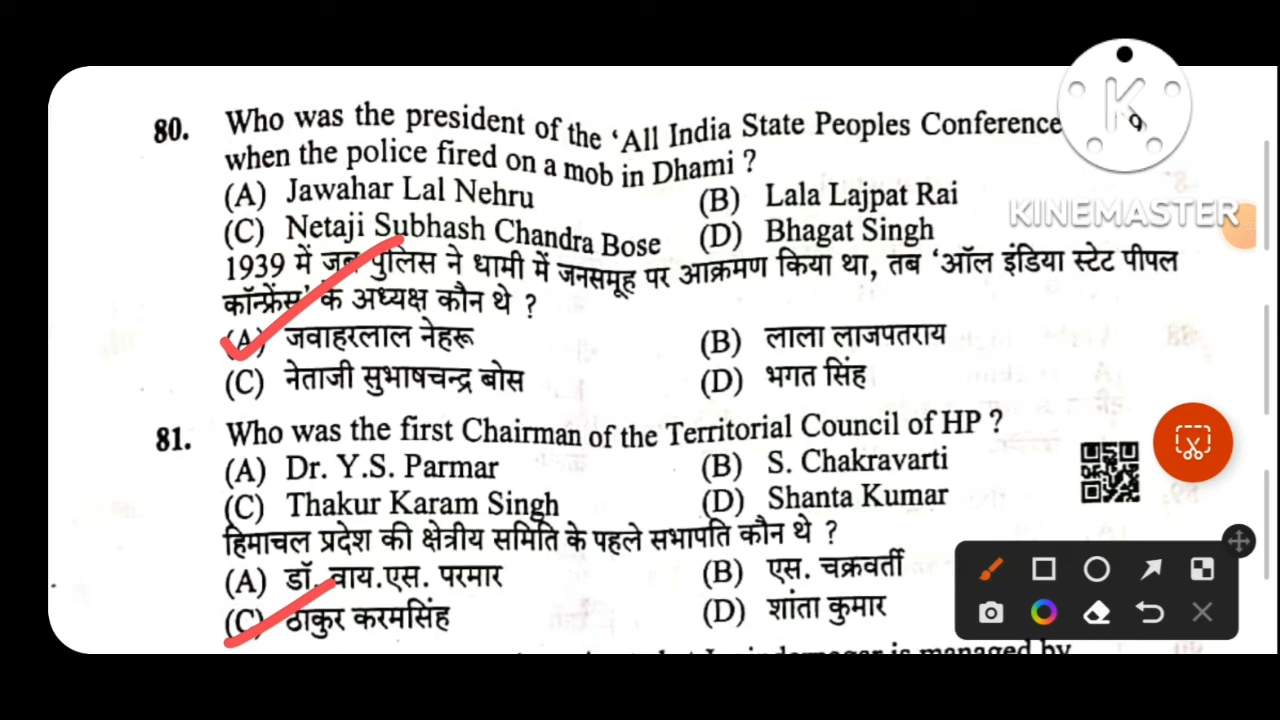 80. Who was the president of the 'All India State Peoples Conference
when the police fired on a mob in Dhami ?
(A) Jawahar Lal Nehru (B) Lala Lajpat Rai
(C) Netaji Subhash Chandra Bose (D) Bhagat Singh
1939 में जब पुलिस ने धामी में जनसमूह पर आक्रमण किया था, तब 'ऑल इंडिया स्टेट पीपल
कॉन्फ्रेंस' के अध्यक्ष कौन थे ?
(A) जवाहरलाल नेहरू (B) लाला लाजपतराय
(C) नेताजी सुभाषचन्द्र बोस (D) भगत सिंह
81. Who was the first Chairman of the Territorial Council of HP ?
(A) Dr. Y.S. Parmar (B) S. Chakravarti
(C) Thakur Karam Singh (D) Shanta Kumar
हिमाचल प्रदेश की क्षेत्रीय समिति के पहले सभापति कौन थे ?
(A) डॉ. वाय.एस. परमार (B) एस. चक्रवर्ती
(C) ठाकुर करमसिंह (D) शांता कुमार
is managed by
KINEMASTER